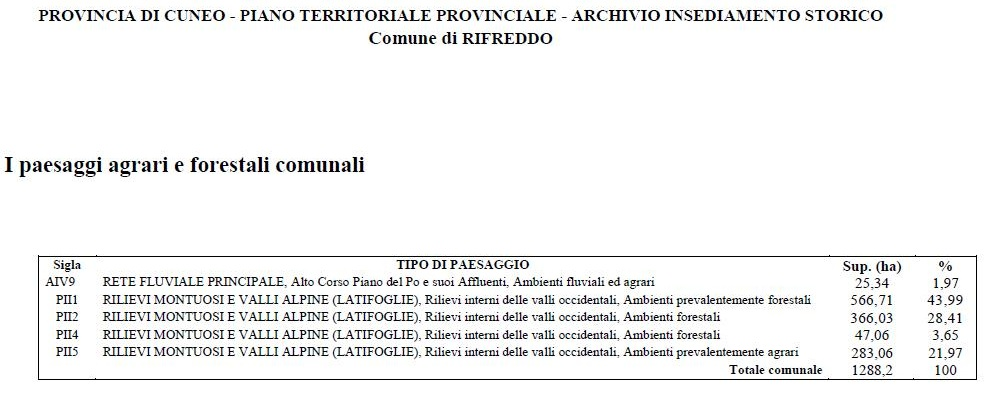 PROVINCIA DI CUNEO - PIANO TERRITORIALE PROVINCIALE - ARCHIVIO INSEDIAMENTO STORICO
Comune di RIFREDDO
I paesaggi agrari e forestali comunali
Sigla TIPO DI PAESAGGIO Sup. (ha) %
AIV9 RETE FLUVIALE PRINCIPALE, Alto Corso Piano del Po e suoi Affluenti, Ambienti fluviali ed agrari 25,34 1,97
PII1 RILIEVI MONTUOSI E VALLI ALPINE (LATIFOGLIE), Rilievi interni delle valli occidentali, Ambienti prevalentemente forestali 566,71 43,99
PII2 RILIEVI MONTUOSI E VALLI ALPINE (LATIFOGLIE), Rilievi interni delle valli occidentali, Ambienti forestali 366,03 28,41
PII4 RILIEVI MONTUOSI E VALLI ALPINE (LATIFOGLIE), Rilievi interni delle valli occidentali, Ambienti forestali 47,06 3,65
PII5 RILIEVI MONTUOSI E VALLI ALPINE (LATIFOGLIE), Rilievi interni delle valli occidentali, Ambienti prevalentemente agrari 283,06 21,97
Totale comunale 1288,2 100